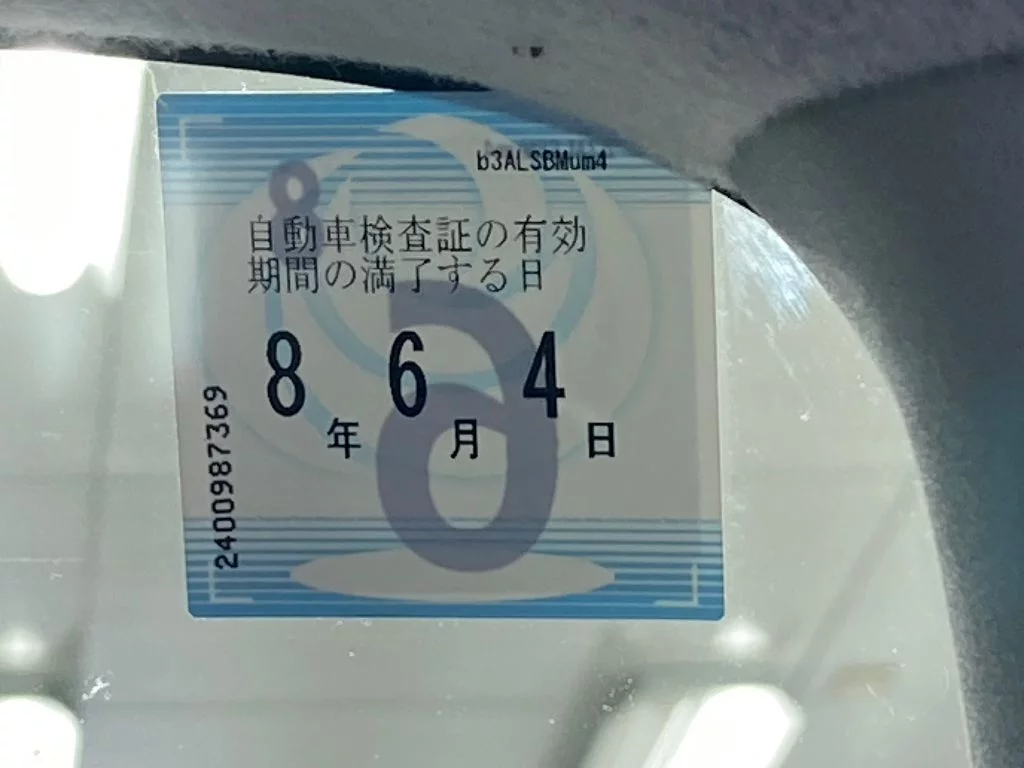 b3ALSBMum4
自動車検査証の有効
期間の満了する日
8年 6月 4日
2400987369